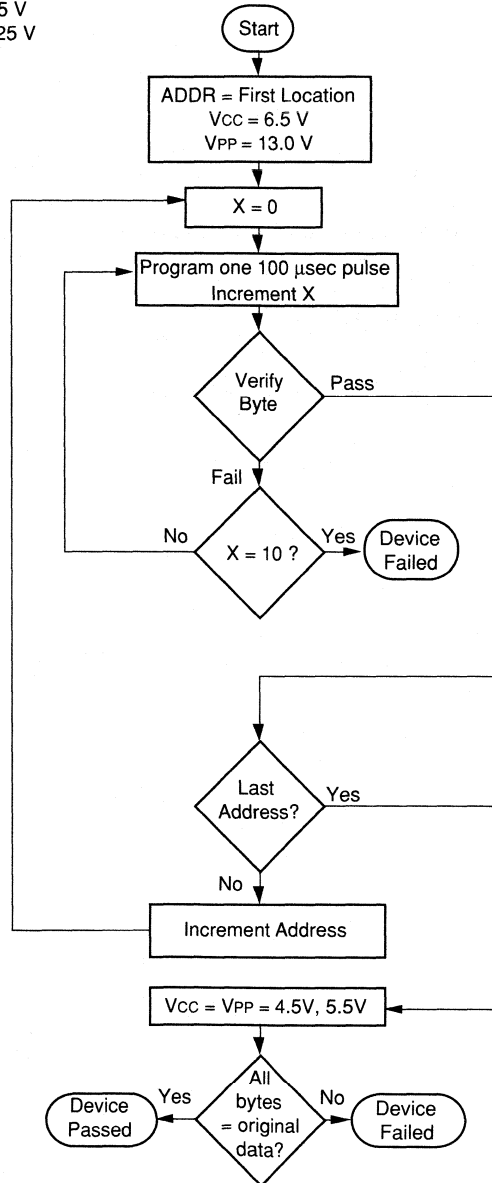 5 V
25 V
Start
ADDR = First Location
VCC = 6.5 V
VPP = 13.0 V
X = 0
Program one 100 μsec pulse
Increment X
Verify
Byte
Pass
Fail
No
X = 10 ?
Yes
Device
Failed
Last
Address?
Yes
No
Increment Address
VCC = VPP = 4.5V, 5.5V
Device
Passed
Yes
All
bytes
= original
data?
No
Device
Failed